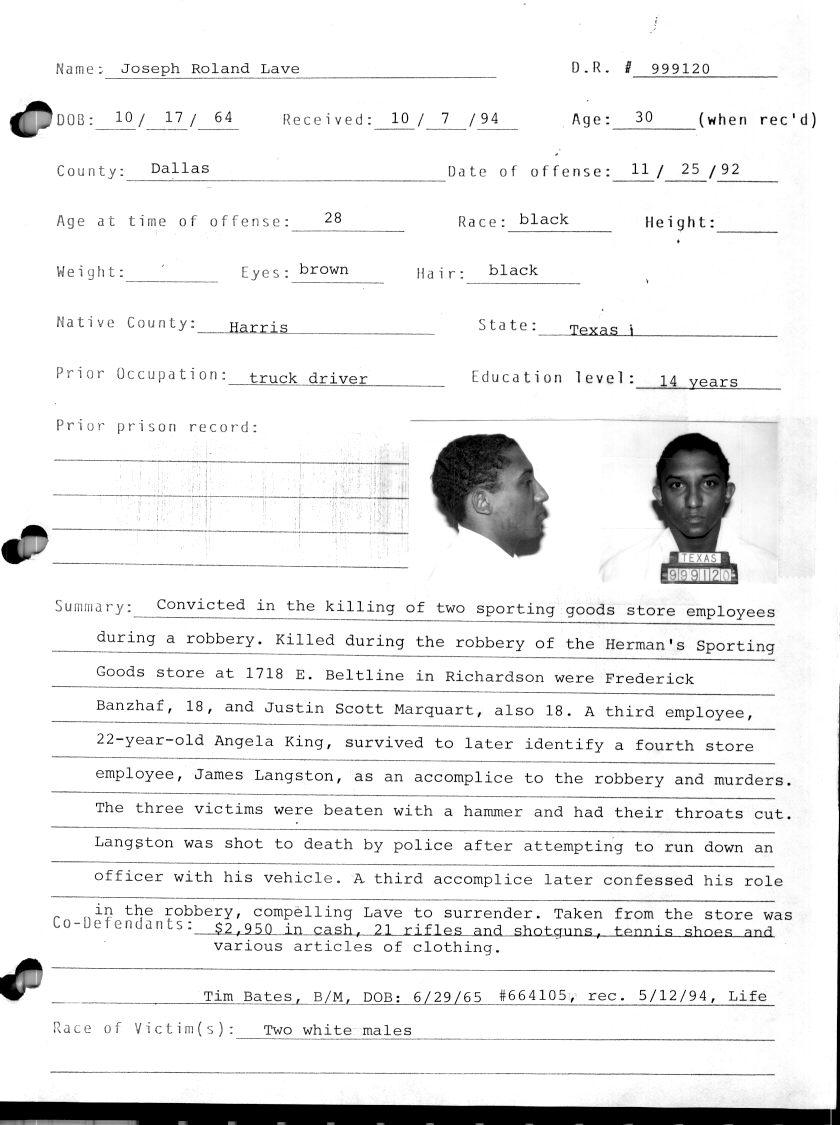 Name: Joseph Roland Lave D.R. # 999120
DOB: 10/ 17/ 64 Received: 10/ 7 /94 Age: 30 (when rec'd)
County: Dallas Date of offense: 11/ 25 /92
Age at time of offense: 28 Race: black Height:
Weight: Eyes: brown Hair: black
Native County: Harris State: Texas
Prior Occupation: truck driver Education level: 14 years
Prior prison record:
TEXAS
999120
Summary: Convicted in the killing of two sporting goods store employees
during a robbery. Killed during the robbery of the Herman's Sporting
Goods store at 1718 E. Beltline in Richardson were Frederick
Banzhaf, 18, and Justin Scott Marquart, also 18. A third employee,
22-year-old Angela King, survived to later identify a fourth store
employee, James Langston, as an accomplice to the robbery and murders.
The three victims were beaten with a hammer and had their throats cut.
Langston was shot to death by police after attempting to run down an
officer with his vehicle. A third accomplice later confessed his role
in the robbery, compelling Lave to surrender. Taken from the store was
Co-Defendants: $2,950 in cash, 21 rifles and shotguns, tennis shoes and
various articles of clothing.
Tim Bates, B/M, DOB: 6/29/65 #664105, rec. 5/12/94, Life
Race of Victim(s): Two white males